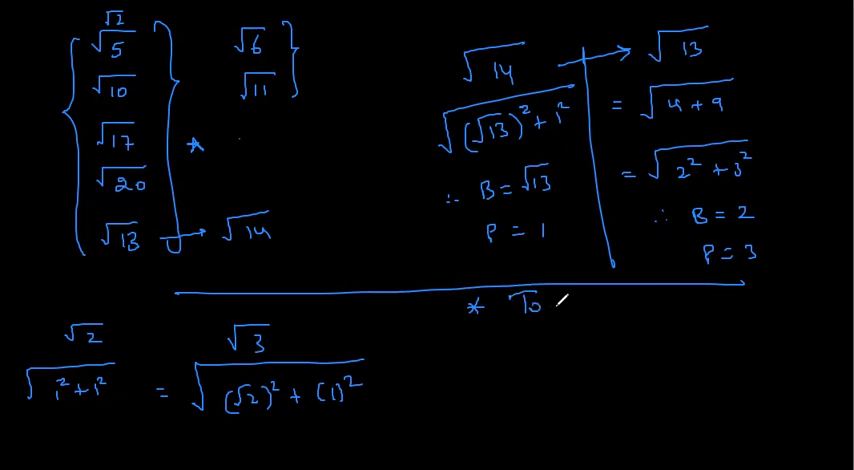 √2
√5
√10
√17
√20
√13 → √14
√6
√11
*
√14 → √13
√((√13)² + 1²)
∴ B = √13
P = 1
= √(4 + 9)
= √(2² + 3²)
∴ B = 2
P = 3
* To
√2
√(1² + 1²)
√3
= √((√2)² + (1)²)